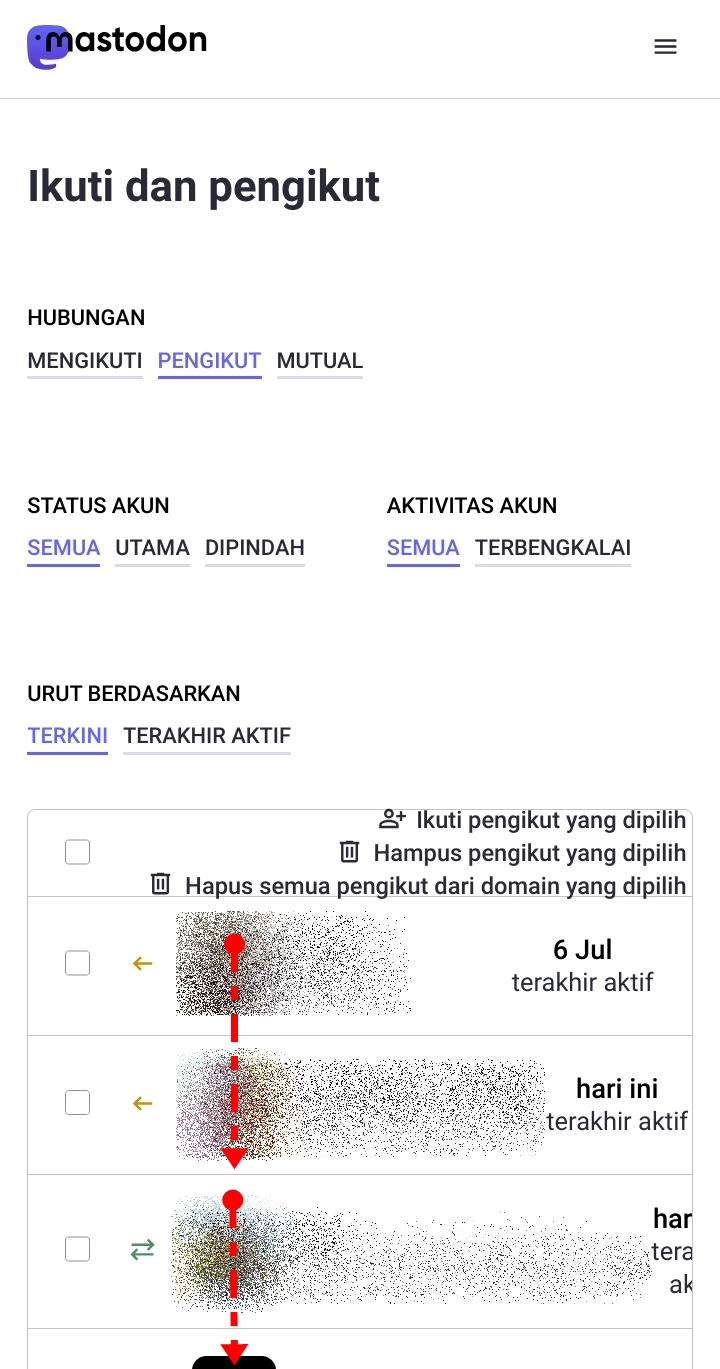 mastodon
Ikuti dan pengikut
HUBUNGAN
MENGIKUTI PENGIKUT MUTUAL
STATUS AKUN
SEMUA UTAMA DIPINDAH
AKTIVITAS AKUN
SEMUA TERBENGKALAI
URUT BERDASARKAN
TERKINI TERAKHIR AKTIF
Ikuti pengikut yang dipilih
Hampus pengikut yang dipilih
Hapus semua pengikut dari domain yang dipilih
6 Jul
terakhir aktif
hari ini
terakhir aktif
har
tera
ak